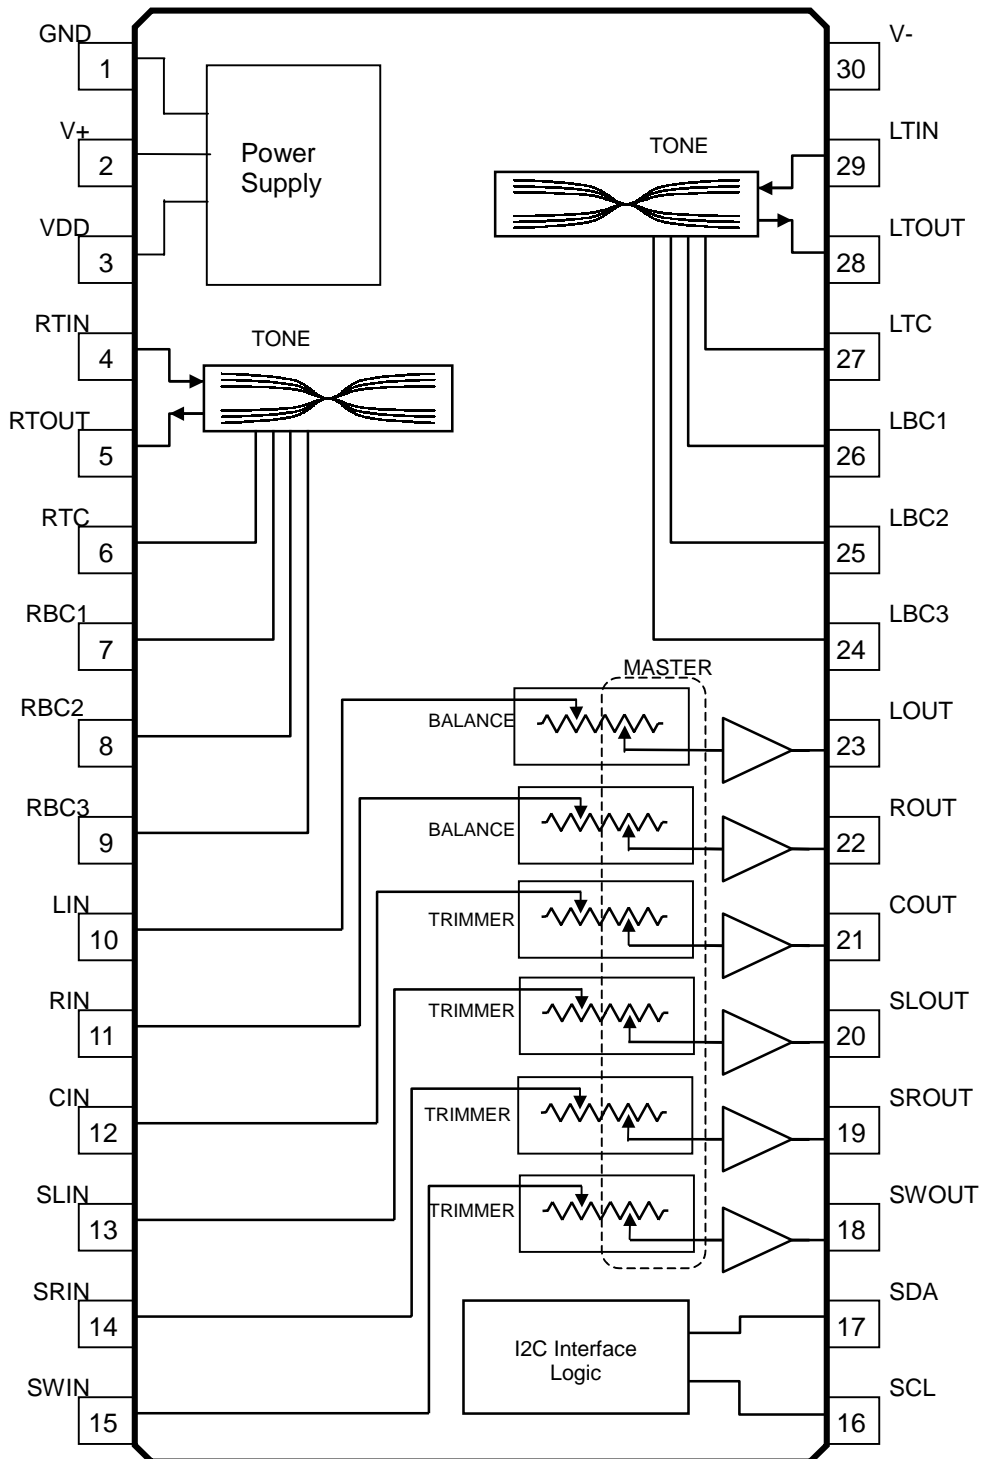 GND
1
V+
2
VDD
3
RTIN
4
RTOUT
5
RTC
6
RBC1
7
RBC2
8
RBC3
9
LIN
10
RIN
11
CIN
12
SLIN
13
SRIN
14
SWIN
15
Power
Supply
TONE
TONE
MASTER
BALANCE
BALANCE
TRIMMER
TRIMMER
TRIMMER
TRIMMER
I2C Interface
Logic
V-
30
LTIN
29
LTOUT
28
LTC
27
LBC1
26
LBC2
25
LBC3
24
LOUT
23
ROUT
22
COUT
21
SLOUT
20
SROUT
19
SWOUT
18
SDA
17
SCL
16